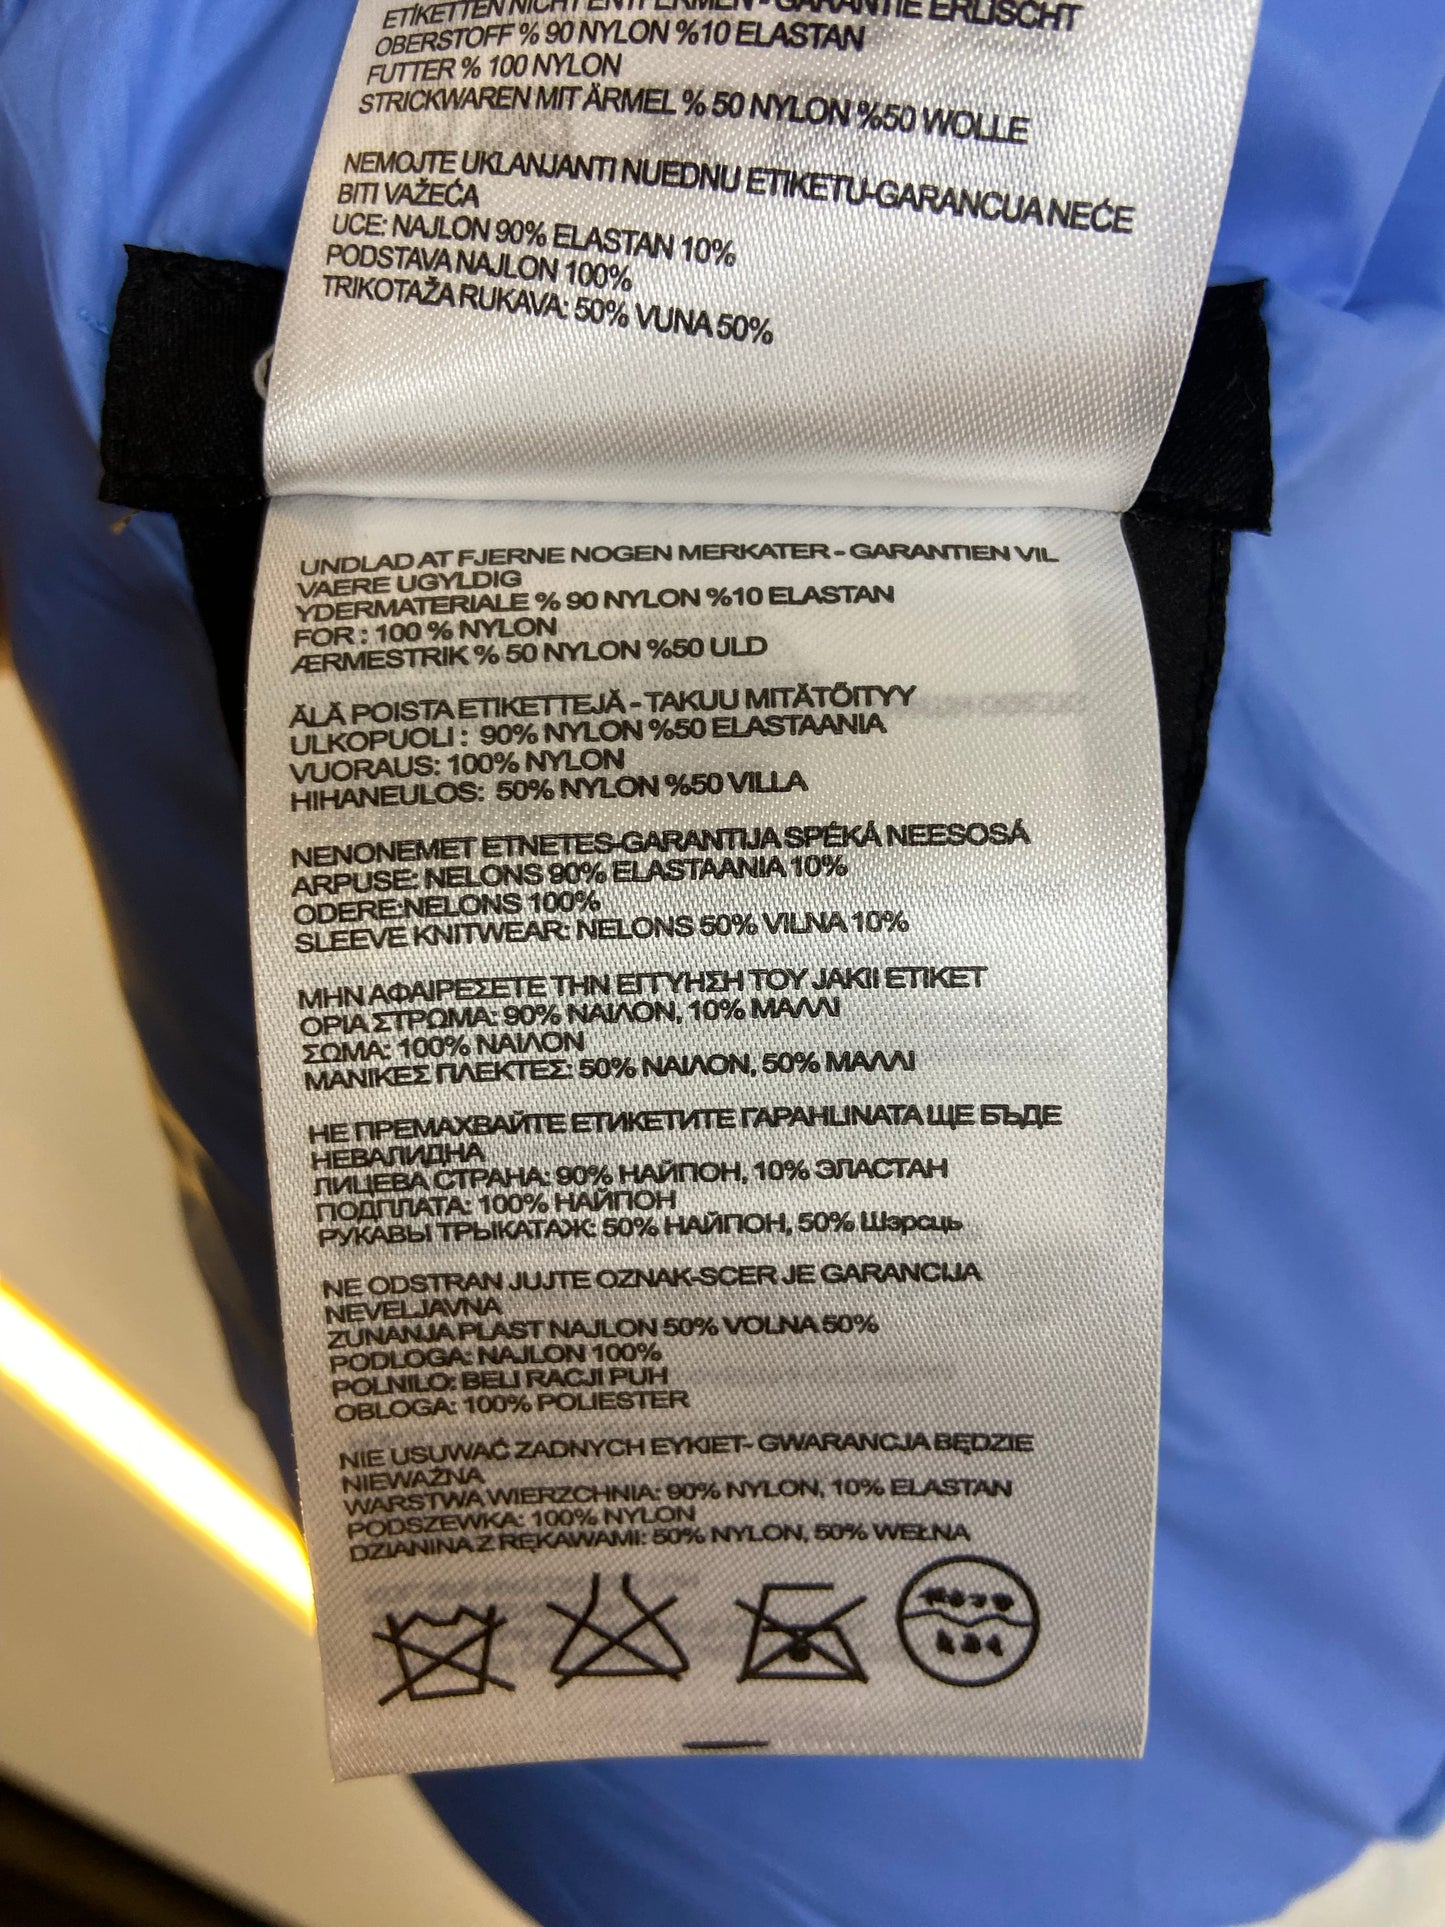 ETİKETTEN NICHT ENTFERMEN - GARANTIE ERLISCHT
OBERSTOFF % 90 NYLON %10 ELASTAN
FUTTER % 100 NYLON
STRICKWAREN MIT ÄRMEL % 50 NYLON %50 WOLLE
NEMOJTE UKLANJANTI NUEDNU ETIKETU-GARANCUA NEĆE
BITI VAŽEĆA
UCE: NAJLON 90% ELASTAN 10%
PODSTAVA NAJLON 100%
TRIKOTAŽA RUKAVA: 50% VUNA 50%
UNDLAD AT FJERNE NOGEN MERKATER - GARANTIEN VIL
VAERE UGYLDIG
YDERMATERIALE % 90 NYLON %10 ELASTAN
FOR : 100 % NYLON
ÆRMESTRIK % 50 NYLON %50 ULD
ÄLÄ POISTA ETIKETTEJÄ - TAKUU MITÄTÖITYY
ULKOPUOLI : 90% NYLON %50 ELASTAANIA
VUORAUS: 100% NYLON
HIHANEULOS: 50% NYLON %50 VILLA
NENONEMET ETNETES-GARANTIJA SPÉKÁ NEESOSÁ
ARPUSE: NELONS 90% ELASTAANIA 10%
ODERE:NELONS 100%
SLEEVE KNITWEAR: NELONS 50% VILNA 10%
ΜΗΝ ΑΦΑΙΡΕΣΕΤΕ ΤΗΝ ΕΓΓΥΗΣΗ ΤΟΥ JAKII ETIKET
ΟΡΙΑ ΣΤΡΩΜΑ: 90% ΝΑΙΛΟΝ, 10% ΜΑΛΛΙ
ΣΩΜΑ: 100% ΝΑΙΛΟΝ
ΜΑΝΙΚΕΣ ΠΛΕΚΤΕΣ: 50% ΝΑΙΛΟΝ, 50% ΜΑΛΛΙ
НЕ ПРЕМАХВАЙТЕ ЕТИКЕТИТЕ ГАРАHLINATA ЩЕ БЪДЕ
НЕВАЛИДНА
ЛИЦЕВА СТРАНА: 90% НАЙПОН, 10% ЭЛАСТАН
ПОДПЛАТА: 100% НАЙПОН
РУКАВЫ ТРЫКАТАЖ: 50% НАЙПОН, 50% Шэрсць
NE ODSTRAN JUJTE OZNAK-SCER JE GARANCIJA
NEVELJAVNA
ZUNANJA PLAST NAJLON 50% VOLNA 50%
PODLOGA: NAJLON 100%
POLNILO: BELI RACJI PUH
OBLOGA: 100% POLIESTER
NIE USUWAĆ ZADNYCH EYKIET- GWARANCJA BĘDZIE
NIEWAŻNA
WARSTWA WIERZCHNIA: 90% NYLON, 10% ELASTAN
PODSZEWKA: 100% NYLON
DZIANINA Z RĘKAWAMI: 50% NYLON, 50% WEŁNA